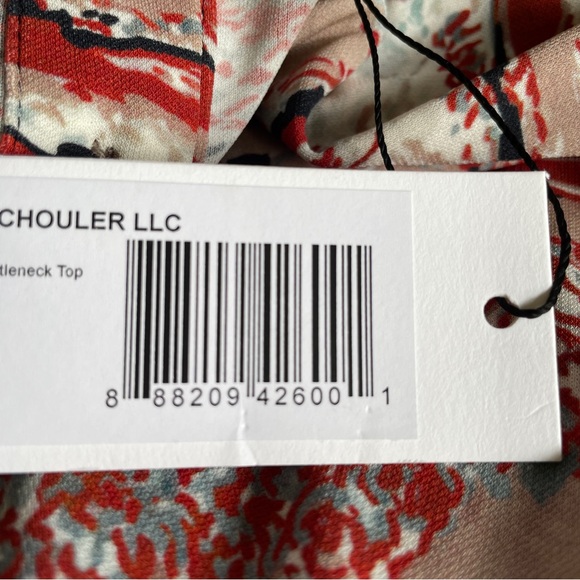 CHOULER LLC
tleneck Top
8 88209 42600 1